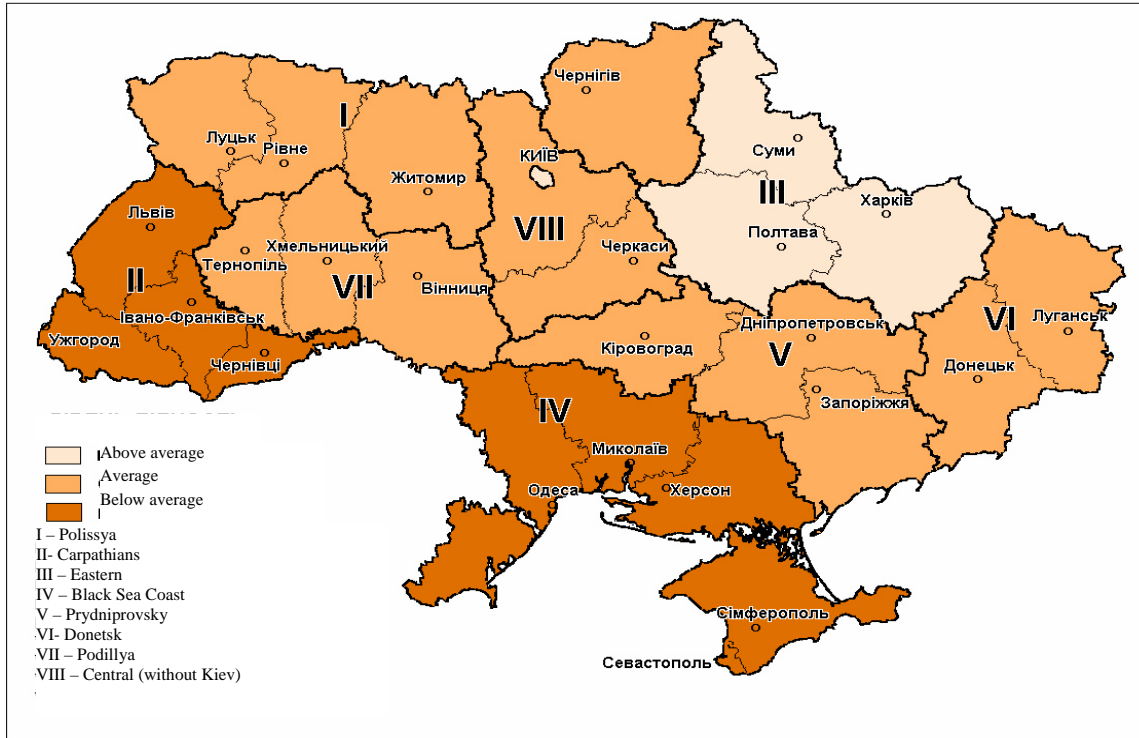 Чернігів
I
Луцьк
Рівне
КИЇВ
Суми
Житомир
III
Харків
Львів
VIII
Полтава
Хмельницький
Черкаси
Тернопіль
II
VII
Вінниця
Івано-Франківськ
Дніпропетровськ
VI
Луганськ
Ужгород
Кіровоград
V
Чернівці
Донецьк
Запоріжжя
IV
Миколаїв
Одеса
Херсон
Сімферополь
Севастополь
Above average
Average
Below average
I – Polissya
II- Carpathians
III – Eastern
IV – Black Sea Coast
V – Prydniprovsky
VI- Donetsk
VII – Podillya
VIII – Central (without Kiev)